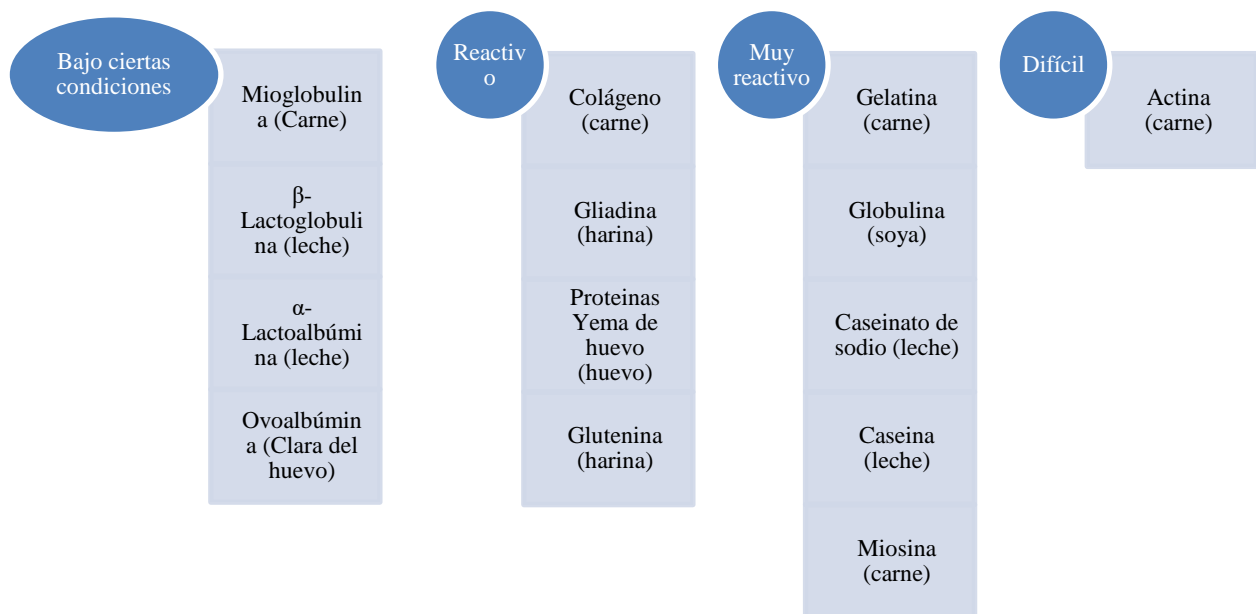 Bajo ciertas
condiciones
Mioglobulin
a (Carne)
β-
Lactoglobuli
na (leche)
α-
Lactoalbúmi
na (leche)
Ovoalbúmin
a (Clara del
huevo)
Reactiv
o
Colágeno
(carne)
Gliadina
(harina)
Proteinas
Yema de
huevo
(huevo)
Glutenina
(harina)
Muy
reactivo
Gelatina
(carne)
Globulina
(soya)
Caseinato de
sodio (leche)
Caseina
(leche)
Miosina
(carne)
Difícil
Actina
(carne)